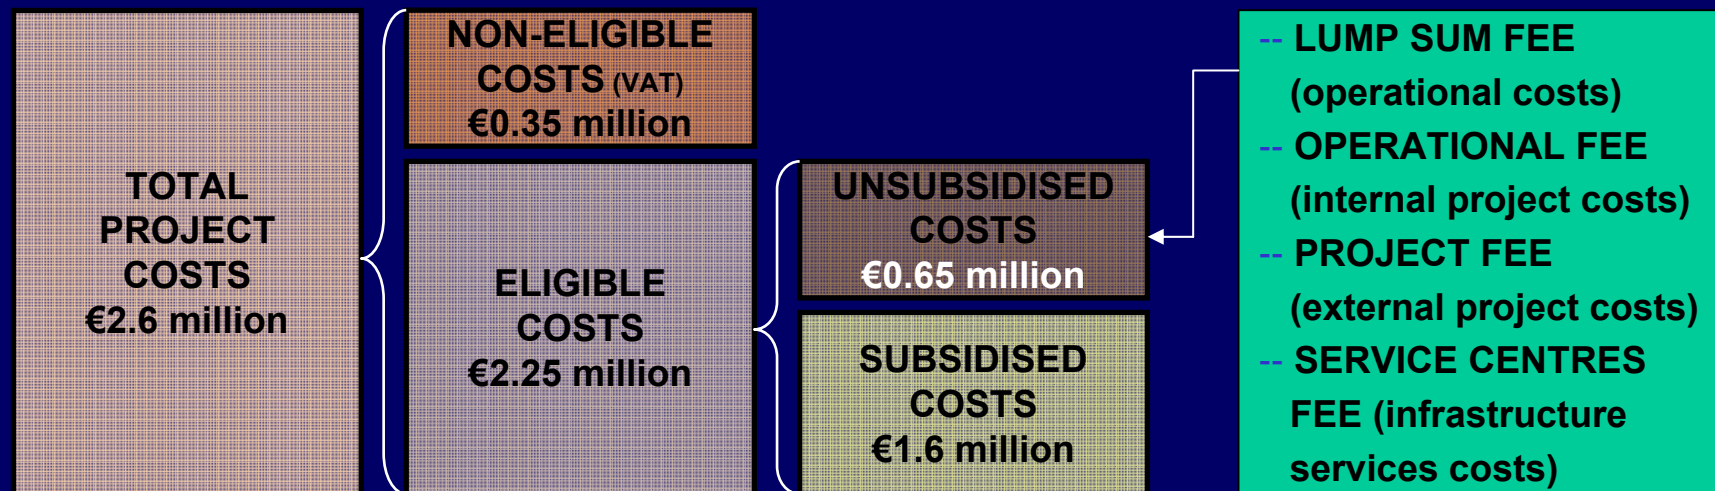 TOTAL
PROJECT
COSTS
€2.6 million
NON-ELIGIBLE
COSTS (VAT)
€0.35 million
ELIGIBLE
COSTS
€2.25 million
UNSUBSIDISED
COSTS
€0.65 million
SUBSIDISED
COSTS
€1.6 million
-- LUMP SUM FEE
(operational costs)
-- OPERATIONAL FEE
(internal project costs)
-- PROJECT FEE
(external project costs)
-- SERVICE CENTRES
FEE (infrastructure
services costs)